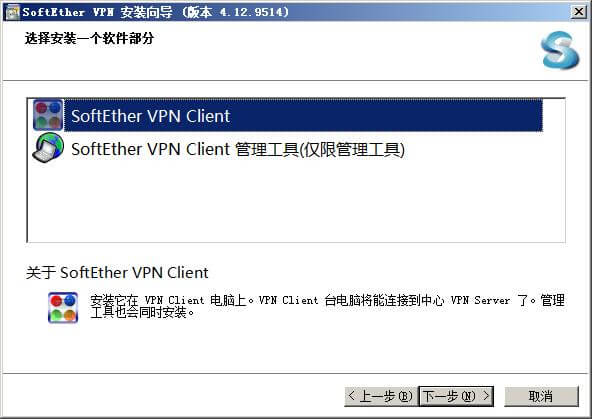 SoftEther VPN 安装向导 (版本 4.12.9514)
选择安装一个软件部分
SoftEther VPN Client
SoftEther VPN Client 管理工具(仅限管理工具)
关于 SoftEther VPN Client
安装它在 VPN Client 电脑上。VPN Client 台电脑将能连接到中心 VPN Server 了。管理
工具也会同时安装。
< 上一步(B) 下一步(N) > 取消